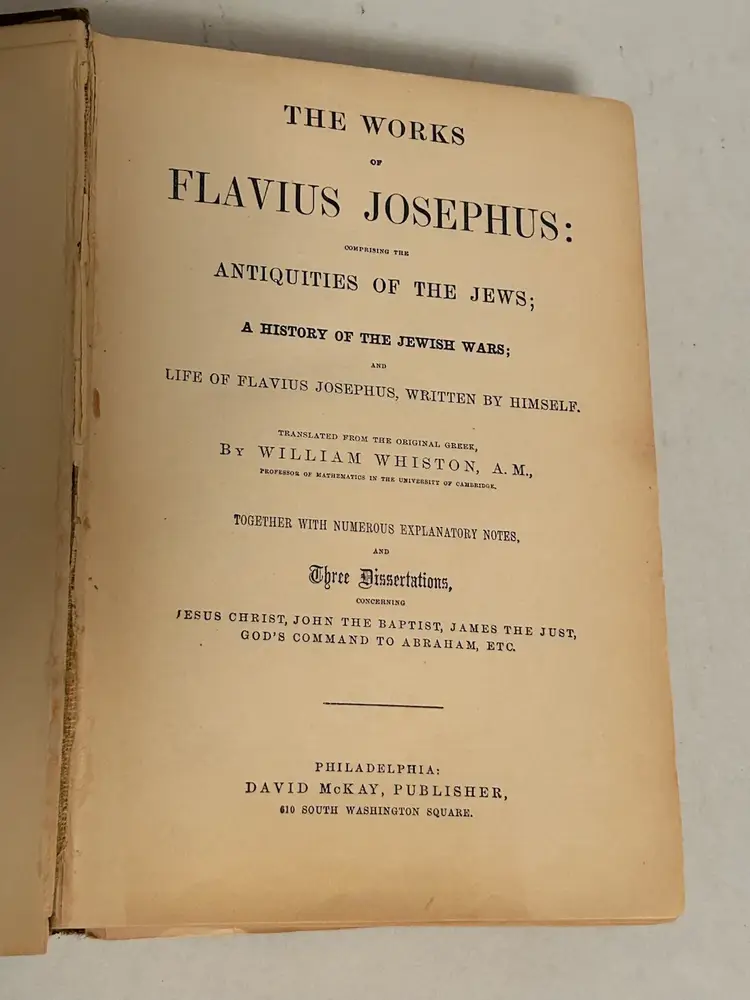 THE WORKS
OF
FLAVIUS JOSEPHUS:
COMPRISING THE
ANTIQUITIES OF THE JEWS;
A HISTORY OF THE JEWISH WARS;
AND
LIFE OF FLAVIUS JOSEPHUS, WRITTEN BY HIMSELF.
TRANSLATED FROM THE ORIGINAL GREEK,
BY WILLIAM WHISTON, A. M.,
PROFESSOR OF MATHEMATICS IN THE UNIVERSITY OF CAMBRIDGE.
TOGETHER WITH NUMEROUS EXPLANATORY NOTES,
AND
Three Dissertations,
CONCERNING
JESUS CHRIST, JOHN THE BAPTIST, JAMES THE JUST,
GOD'S COMMAND TO ABRAHAM, ETC.
PHILADELPHIA:
DAVID McKAY, PUBLISHER,
610 SOUTH WASHINGTON SQUARE.